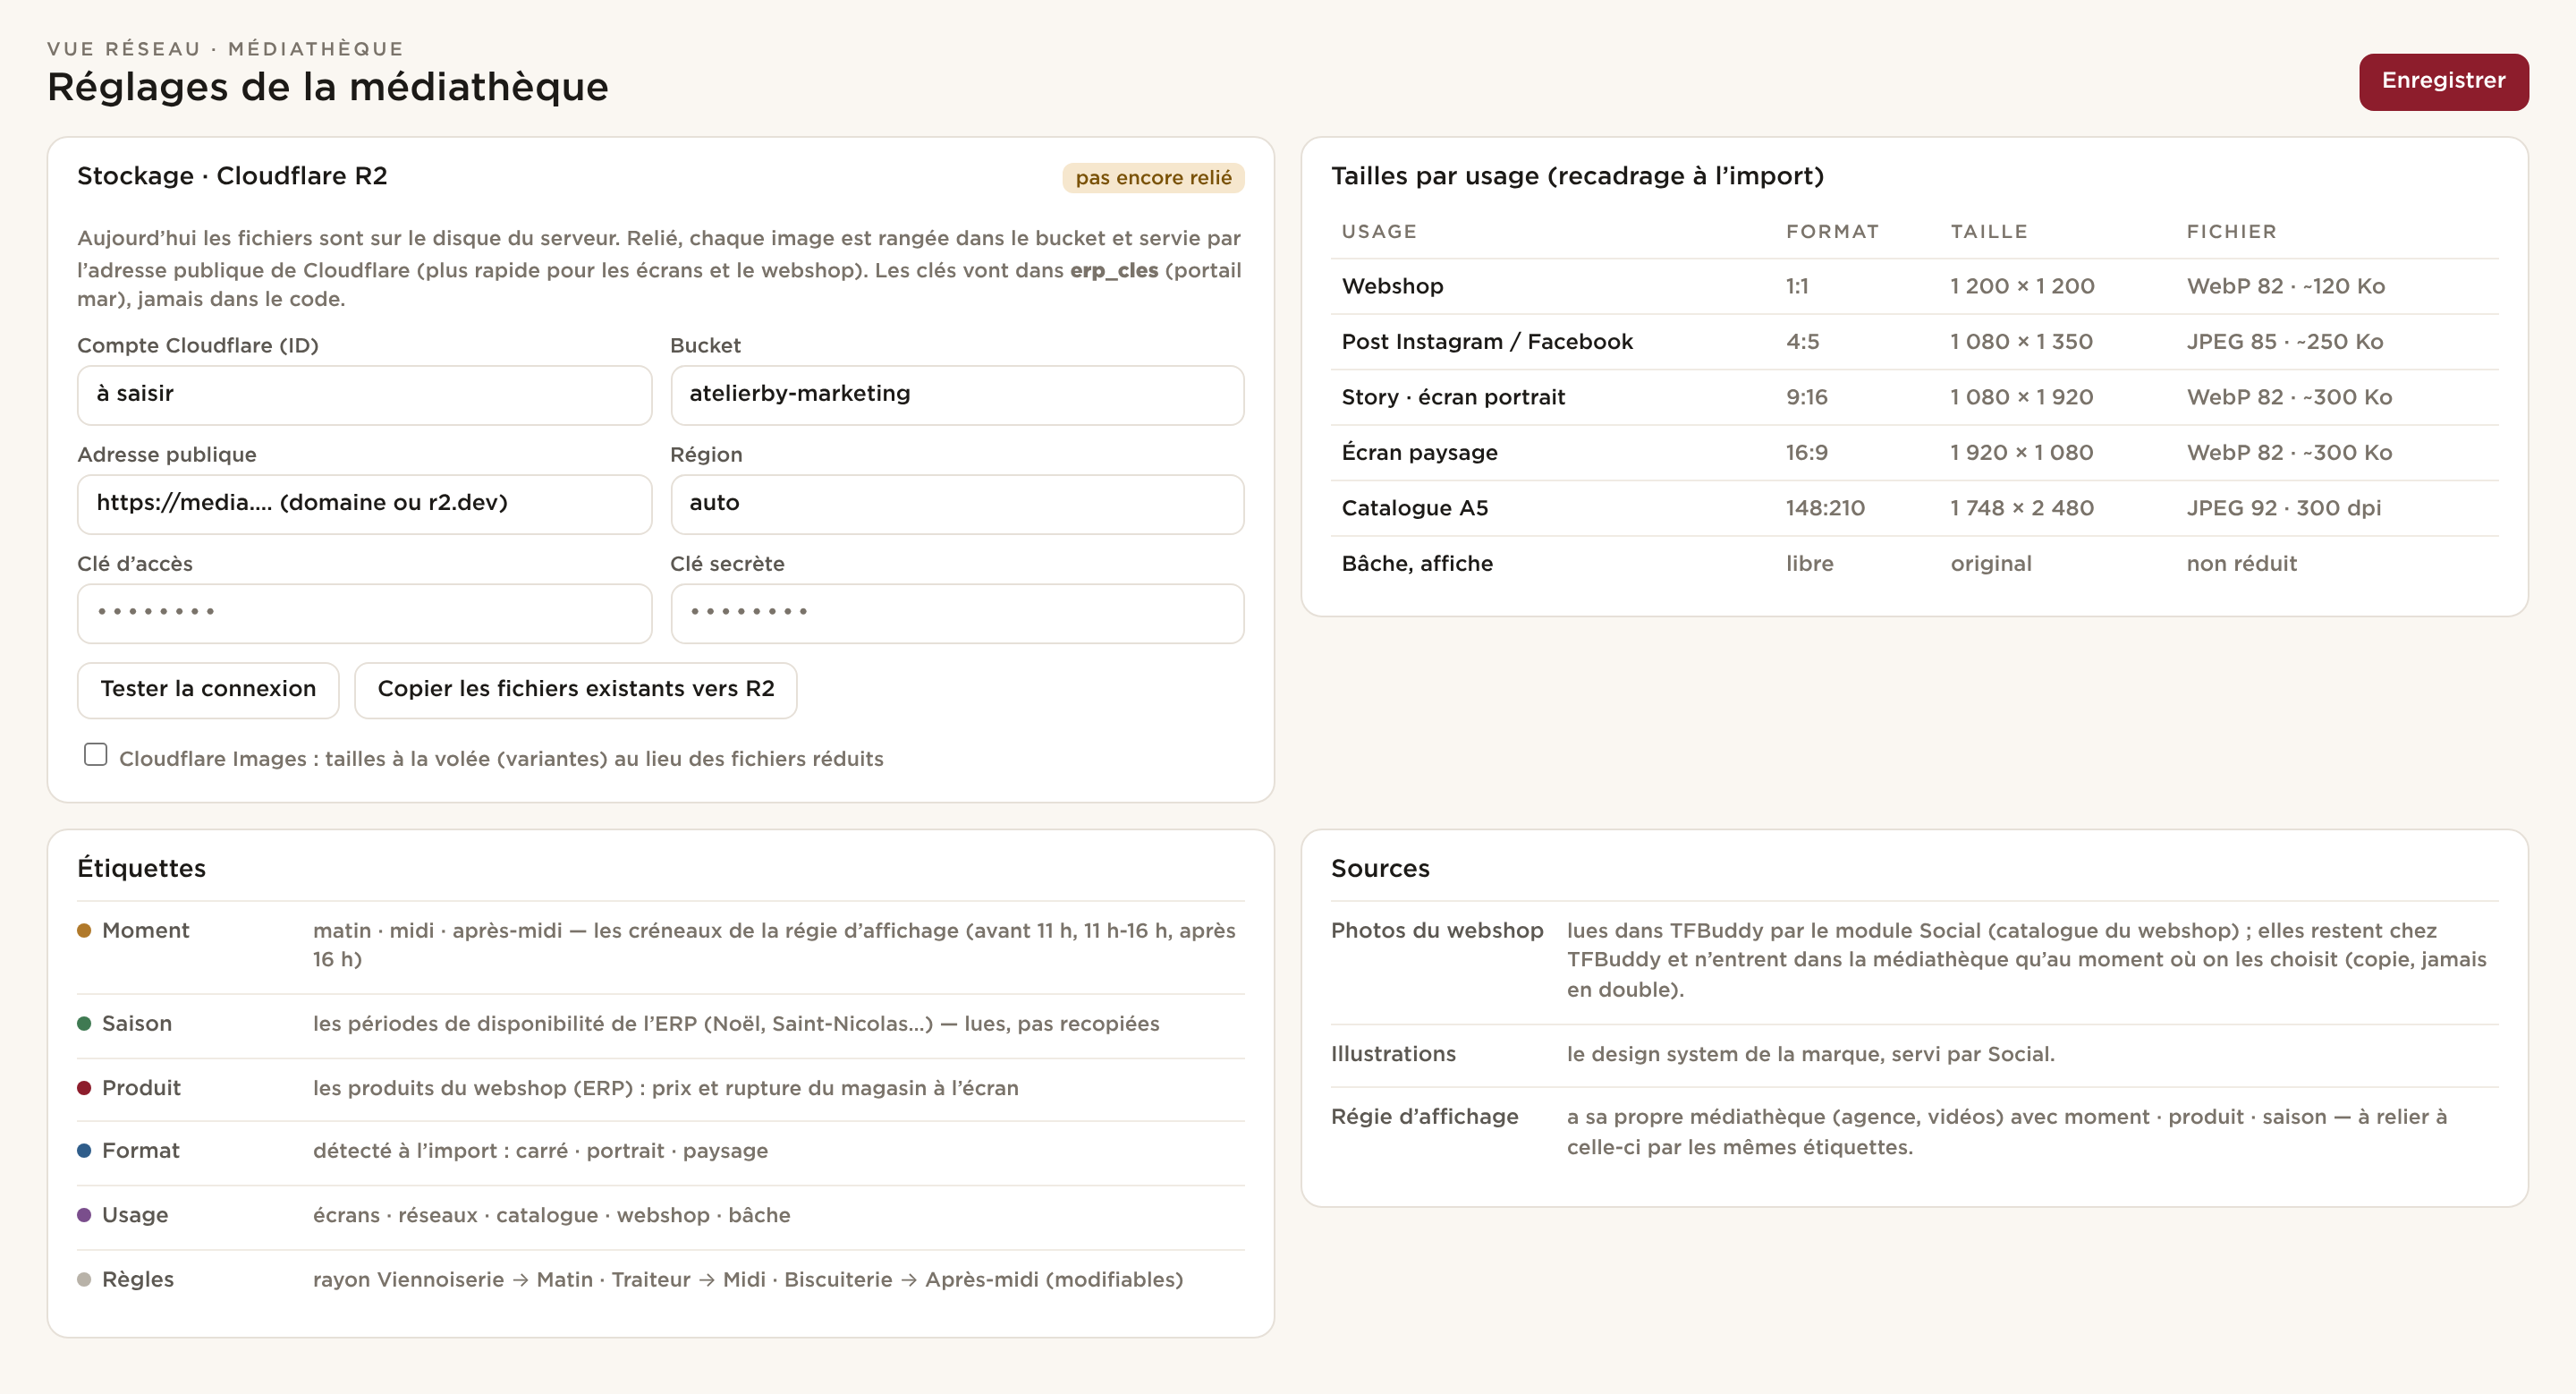 VUE RÉSEAU · MÉDIATHÈQUE
Réglages de la médiathèque
Enregistrer
Stockage · Cloudflare R2
pas encore relié
Aujourd’hui les fichiers sont sur le disque du serveur. Relié, chaque image est rangée dans le bucket et servie par
l’adresse publique de Cloudflare (plus rapide pour les écrans et le webshop). Les clés vont dans erp_cles (portail
mar), jamais dans le code.
Compte Cloudflare (ID)
à saisir
Bucket
atelierby-marketing
Adresse publique
https://media.... (domaine ou r2.dev)
Région
auto
Clé d’accès
••••••••
Clé secrète
••••••••
Tester la connexion
Copier les fichiers existants vers R2
Cloudflare Images : tailles à la volée (variantes) au lieu des fichiers réduits
Tailles par usage (recadrage à l’import)
USAGE FORMAT TAILLE FICHIER
Webshop 1:1 1 200 × 1 200 WebP 82 · ~120 Ko
Post Instagram / Facebook 4:5 1 080 × 1 350 JPEG 85 · ~250 Ko
Story · écran portrait 9:16 1 080 × 1 920 WebP 82 · ~300 Ko
Écran paysage 16:9 1 920 × 1 080 WebP 82 · ~300 Ko
Catalogue A5 148:210 1 748 × 2 480 JPEG 92 · 300 dpi
Bâche, affiche libre original non réduit
Étiquettes
Moment matin · midi · après-midi — les créneaux de la régie d’affichage (avant 11 h, 11 h-16 h, après
16 h)
Saison les périodes de disponibilité de l’ERP (Noël, Saint-Nicolas...) — lues, pas recopiées
Produit les produits du webshop (ERP) : prix et rupture du magasin à l’écran
Format détecté à l’import : carré · portrait · paysage
Usage écrans · réseaux · catalogue · webshop · bâche
Règles rayon Viennoiserie → Matin · Traiteur → Midi · Biscuiterie → Après-midi (modifiables)
Sources
Photos du webshop lues dans TFBuddy par le module Social (catalogue du webshop) ; elles restent chez
TFBuddy et n’entrent dans la médiathèque qu’au moment où on les choisit (copie, jamais
en double).
Illustrations le design system de la marque, servi par Social.
Régie d’affichage a sa propre médiathèque (agence, vidéos) avec moment · produit · saison — à relier à
celle-ci par les mêmes étiquettes.